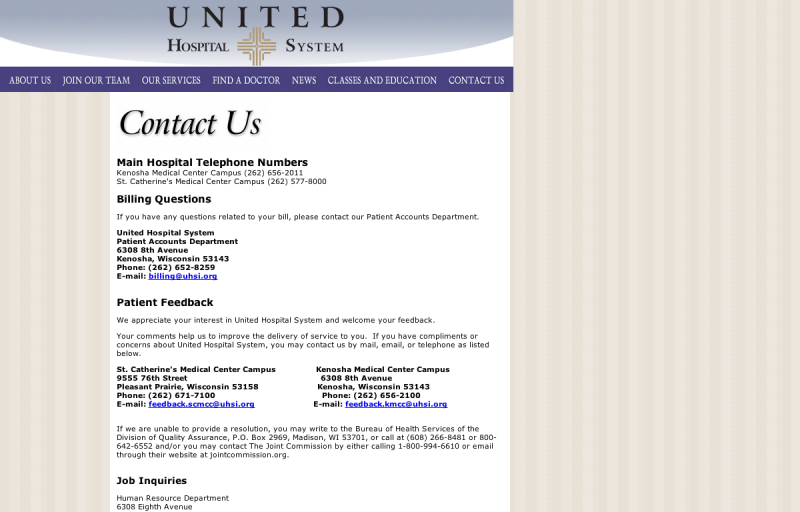 UNITED
HOSPITAL SYSTEM
ABOUT US JOIN OUR TEAM OUR SERVICES FIND A DOCTOR NEWS CLASSES AND EDUCATION CONTACT US
Contact Us
Main Hospital Telephone Numbers
Kenosha Medical Center Campus (262) 656-2011
St. Catherine's Medical Center Campus (262) 577-8000
Billing Questions
If you have any questions related to your bill, please contact our Patient Accounts Department.
United Hospital System
Patient Accounts Department
6308 8th Avenue
Kenosha, Wisconsin 53143
Phone: (262) 652-8259
E-mail: billing@uhsi.org
Patient Feedback
We appreciate your interest in United Hospital System and welcome your feedback.
Your comments help us to improve the delivery of service to you.  If you have compliments or
concerns about United Hospital System, you may contact us by mail, email, or telephone as listed
below.
St. Catherine's Medical Center Campus Kenosha Medical Center Campus
9555 76th Street 6308 8th Avenue
Pleasant Prairie, Wisconsin 53158 Kenosha, Wisconsin 53143
Phone: (262) 671-7100 Phone: (262) 656-2100
E-mail: feedback.scmcc@uhsi.org E-mail: feedback.kmcc@uhsi.org
If we are unable to provide a resolution, you may write to the Bureau of Health Services of the
Division of Quality Assurance, P.O. Box 2969, Madison, WI 53701, or call at (608) 266-8481 or 800-
642-6552 and/or you may contact The Joint Commission by either calling 1-800-994-6610 or email
through their website at jointcommission.org.
Job Inquiries
Human Resource Department
6308 Eighth Avenue